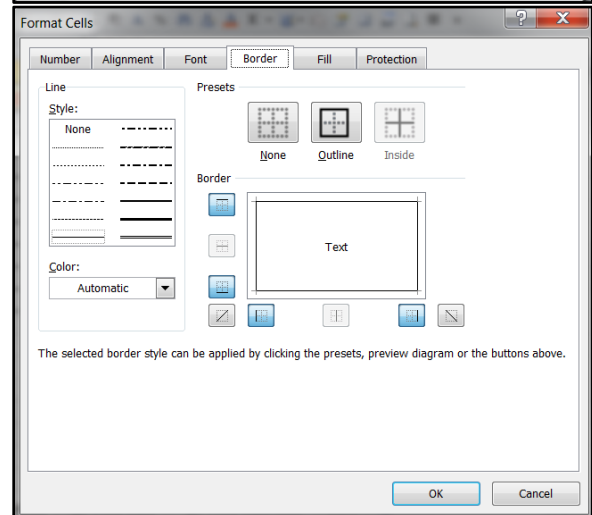 Format Cells
? X
Number Alignment Font Border Fill Protection
Line
Presets
Style:
None
None Outline Inside
Border
Text
Color:
Automatic
The selected border style can be applied by clicking the presets, preview diagram or the buttons above.
OK Cancel